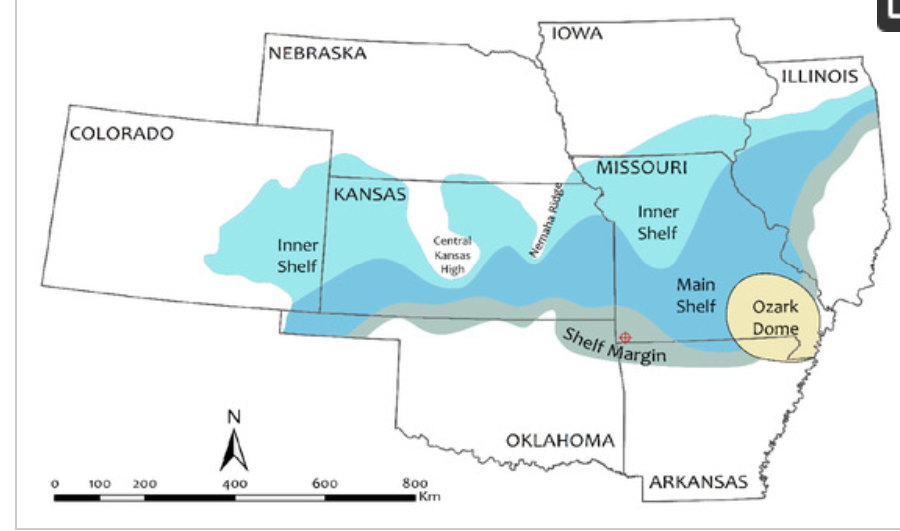 IOWA
NEBRASKA
ILLINOIS
COLORADO
MISSOURI
KANSAS
Nemaha Ridge
Inner
Shelf
Central
Kansas
High
Inner
Shelf
Main
Shelf
Ozark
Dome
Shelf Margin
N
OKLAHOMA
ARKANSAS
0 100 200 400 600 800
Km